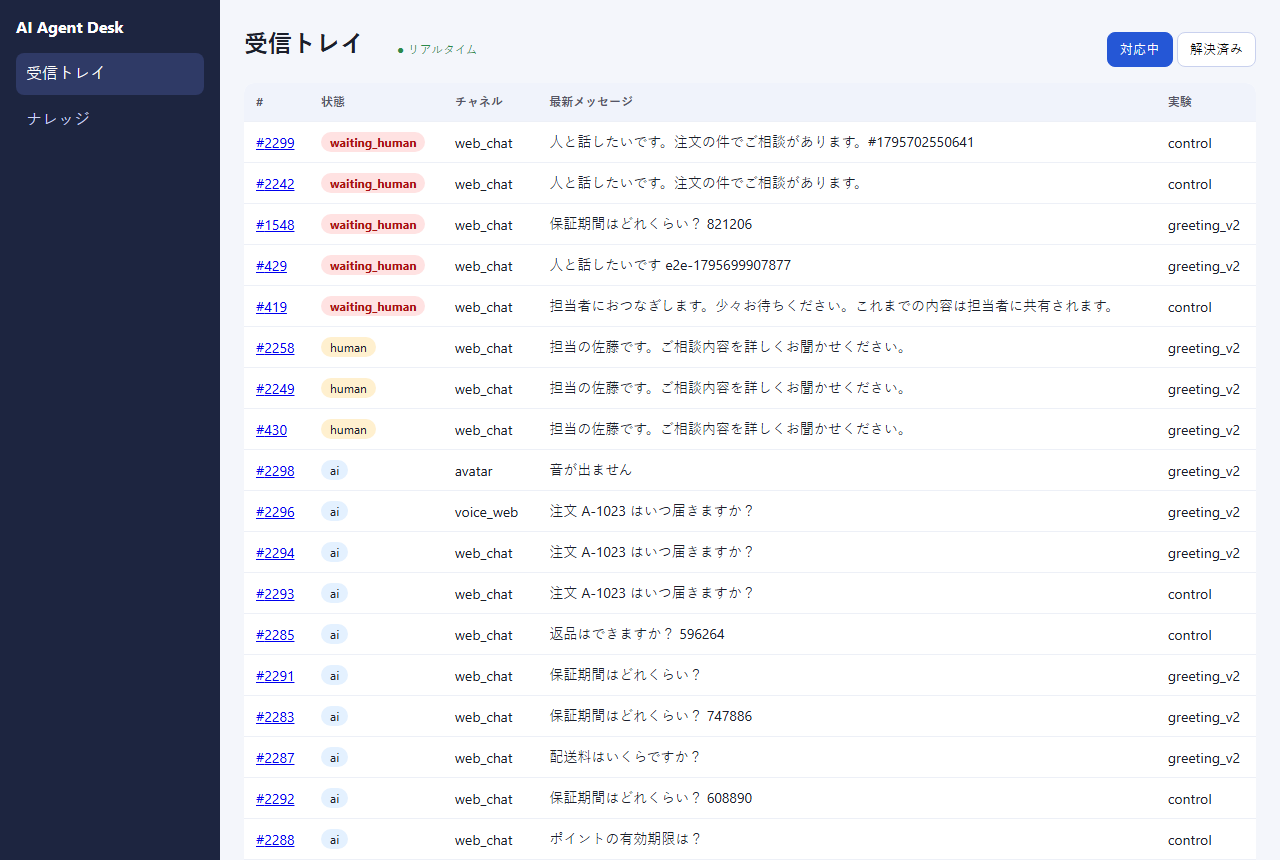 AI Agent Desk
受信トレイ
ナレッジ
受信トレイ
● リアルタイム
対応中
解決済み
# 状態 チャネル 最新メッセージ 実験
#2299 waiting_human web_chat 人と話したいです。注文の件でご相談があります。#1795702550641 control
#2242 waiting_human web_chat 人と話したいです。注文の件でご相談があります。 control
#1548 waiting_human web_chat 保証期間はどれくらい？ 821206 greeting_v2
#429 waiting_human web_chat 人と話したいです e2e-1795699907877 greeting_v2
#419 waiting_human web_chat 担当者におつなぎします。少々お待ちください。これまでの内容は担当者に共有されます。 control
#2258 human web_chat 担当の佐藤です。ご相談内容を詳しくお聞かせください。 greeting_v2
#2249 human web_chat 担当の佐藤です。ご相談内容を詳しくお聞かせください。 greeting_v2
#430 human web_chat 担当の佐藤です。ご相談内容を詳しくお聞かせください。 greeting_v2
#2298 ai avatar 音が出ません greeting_v2
#2296 ai voice_web 注文 A-1023 はいつ届きますか？ greeting_v2
#2294 ai web_chat 注文 A-1023 はいつ届きますか？ greeting_v2
#2293 ai web_chat 注文 A-1023 はいつ届きますか？ control
#2285 ai web_chat 返品はできますか？ 596264 control
#2291 ai web_chat 保証期間はどれくらい？ greeting_v2
#2283 ai web_chat 保証期間はどれくらい？ 747886 greeting_v2
#2287 ai web_chat 配送料はいくらですか？ greeting_v2
#2292 ai web_chat 保証期間はどれくらい？ 608890 control
#2288 ai web_chat ポイントの有効期限は？ control